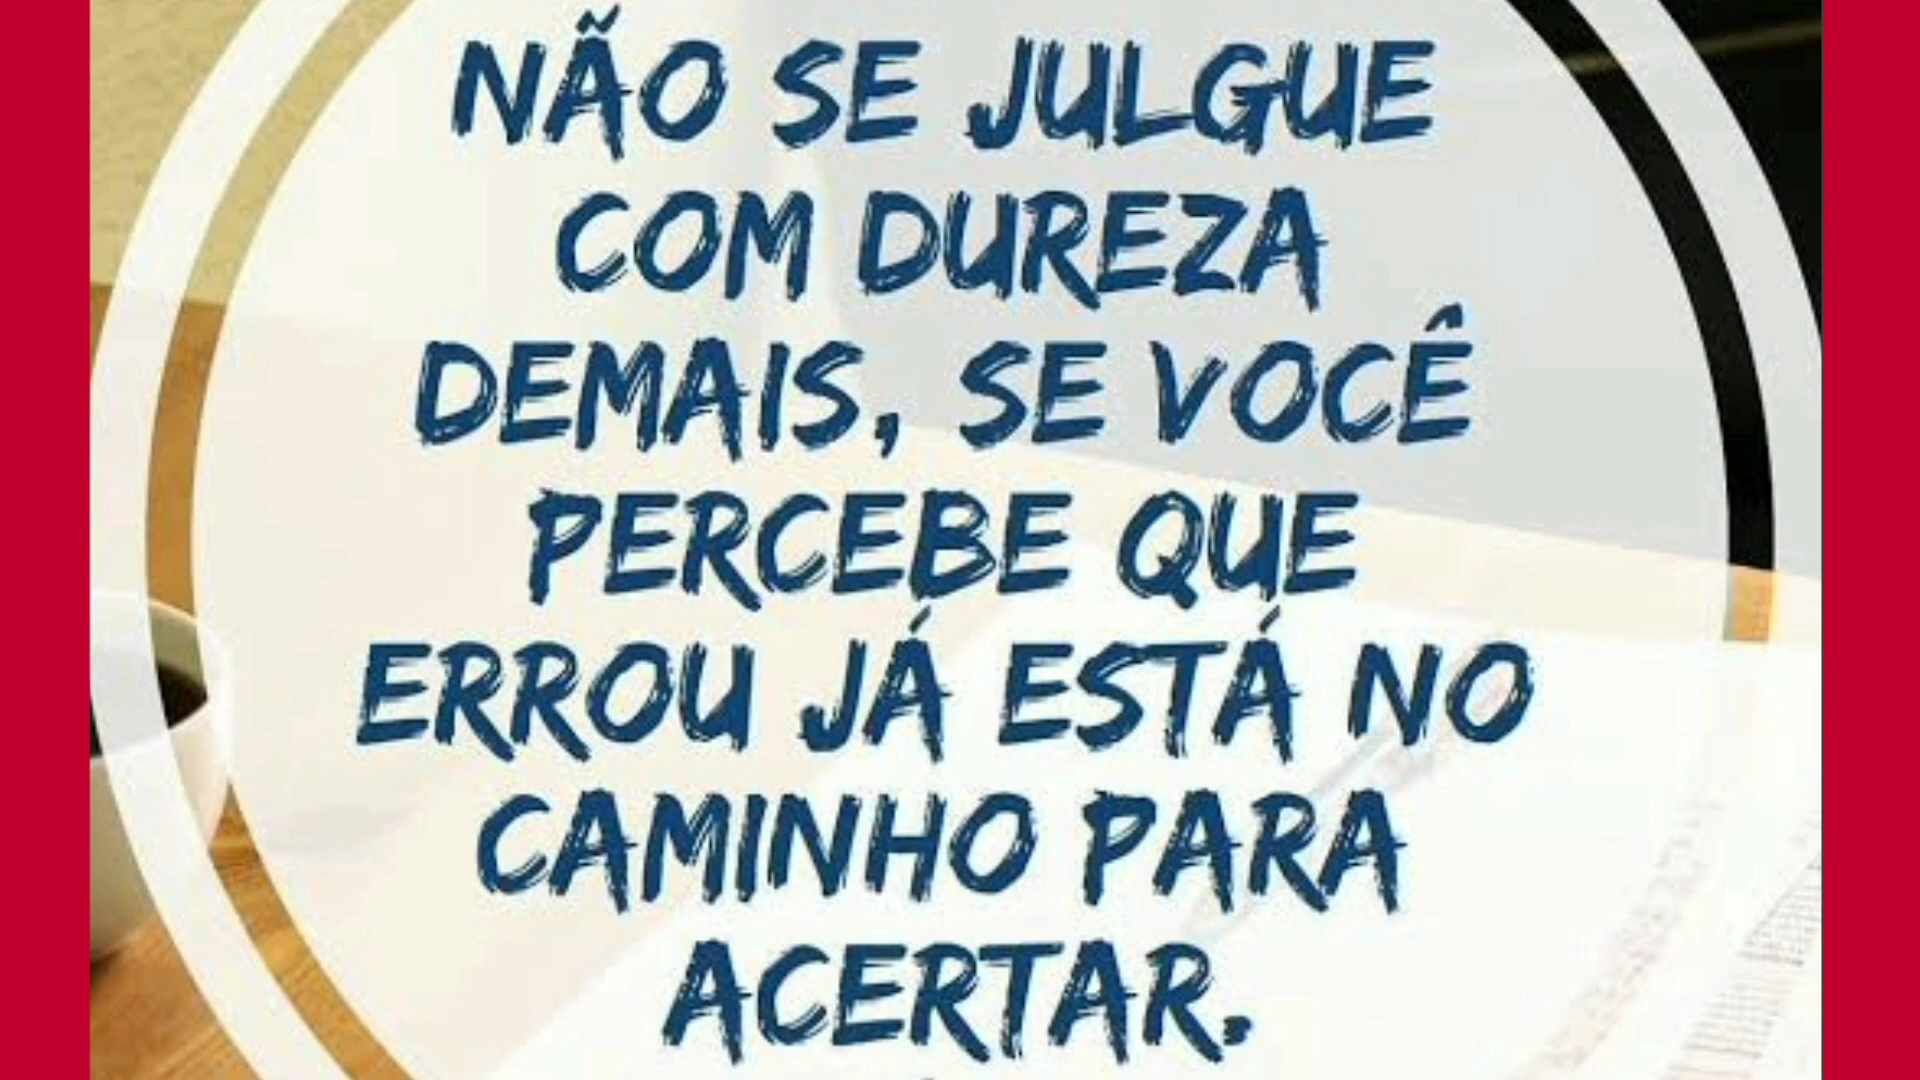 NÃO SE JULGUE
COM DUREZA
DEMAIS, SE VOCÊ
PERCEBE QUE
ERROU JÁ ESTÁ NO
CAMINHO PARA
ACERTAR.